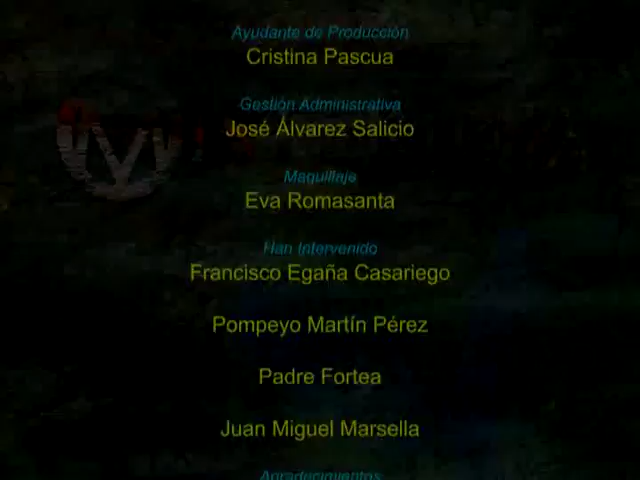 Ayudante de Producción
Cristina Pascua
Gestión Administrativa
José Álvarez Salicio
Maquillaje
Eva Romasanta
Han Intervenido
Francisco Egaña Casariego
Pompeyo Martín Pérez
Padre Fortea
Juan Miguel Marsella
Agradecimientos